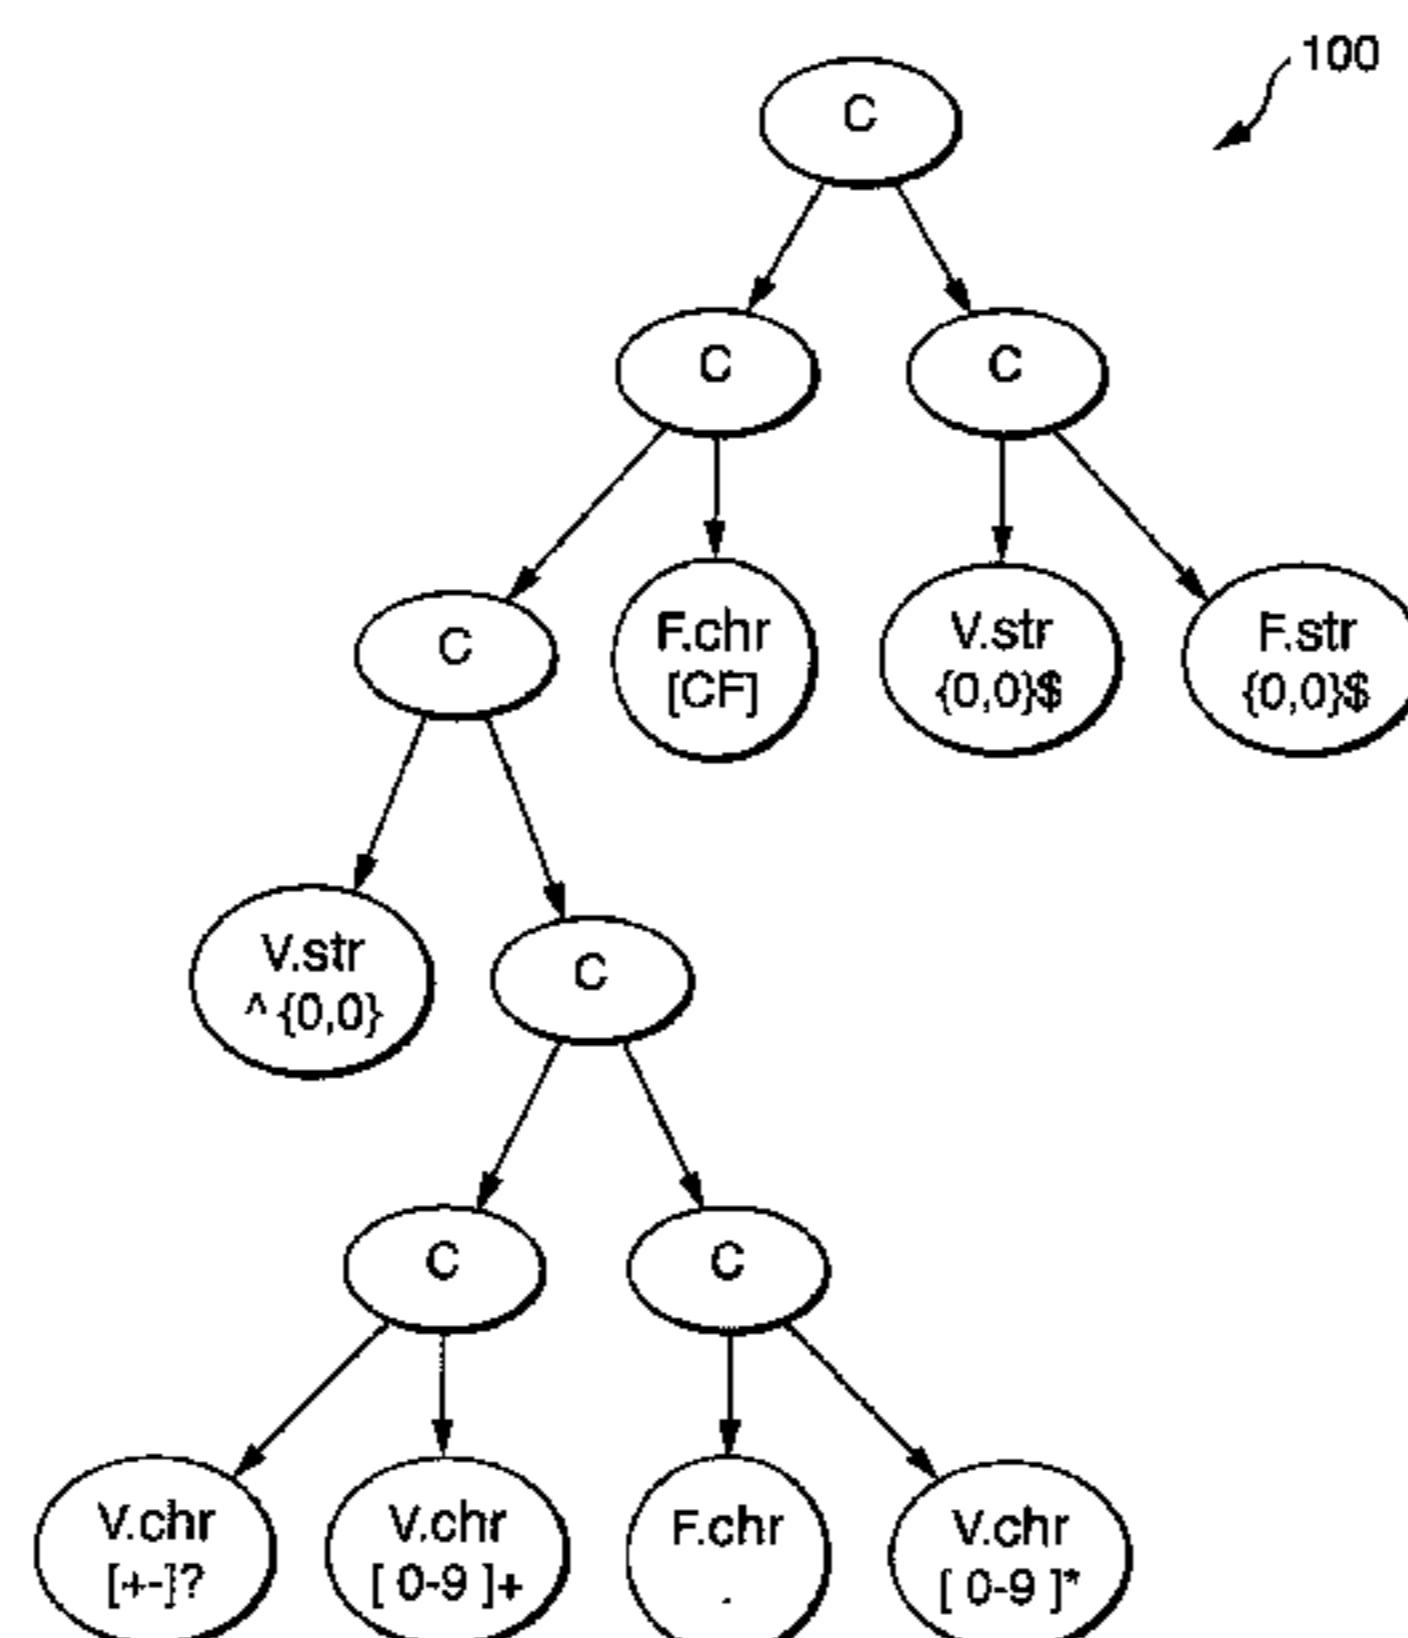 100
C
C
C
C
F.chr
[CF]
V.str
{0,0}$
F.str
{0,0}$
V.str
^{0,0}
C
C
C
V.chr
[+-]?
V.chr
[ 0-9 ]+
F.chr
.
V.chr
[ 0-9 ]*